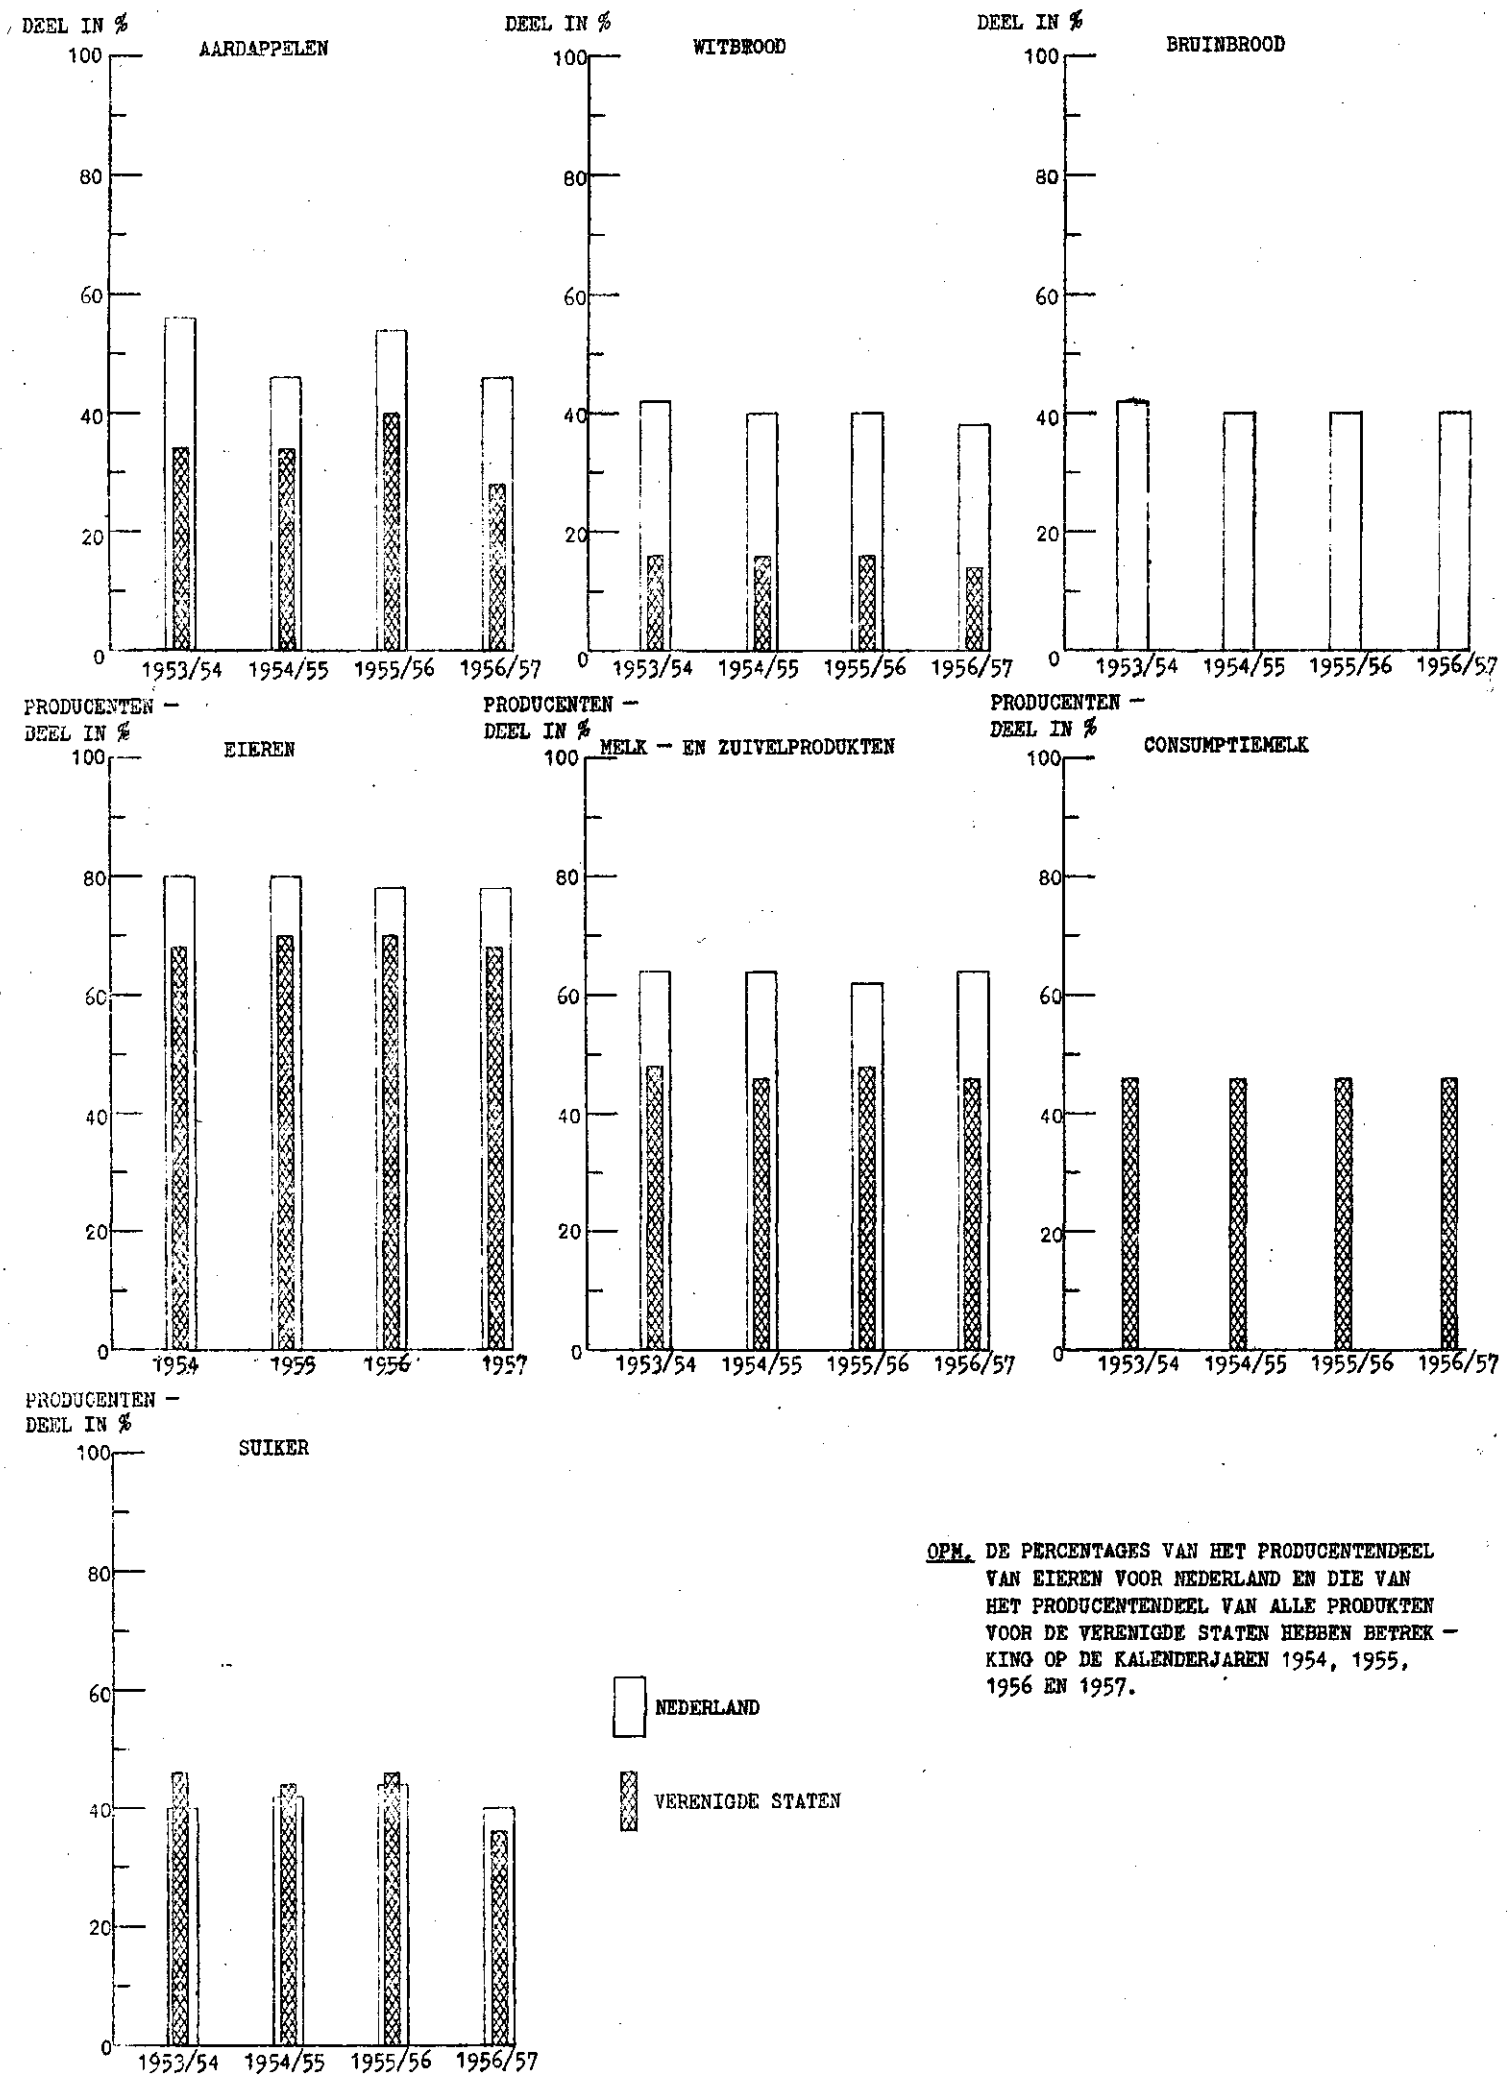 DEEL IN %
AARDAPPELEN
100
80
60
40
20
0
1953/54 1954/55 1955/56 1956/57
DEEL IN %
WITBROOD
100
80
60
40
20
0
1953/54 1954/55 1955/56 1956/57
DEEL IN %
BRUINBROOD
100
80
60
40
20
0
1953/54 1954/55 1955/56 1956/57
PRODUCENTEN –
DEEL IN %
EIEREN
100
80
60
40
20
0
1954 1955 1956 1957
PRODUCENTEN –
DEEL IN %
MELK – EN ZUIVELPRODUKTEN
100
80
60
40
20
0
1953/54 1954/55 1955/56 1956/57
PRODUCENTEN –
DEEL IN %
CONSUMPTIEMELK
100
80
60
40
20
0
1953/54 1954/55 1955/56 1956/57
PRODUCENTEN –
DEEL IN %
SUIKER
100
80
60
40
20
0
1953/54 1954/55 1955/56 1956/57
NEDERLAND
VERENIGDE STATEN
OPM. DE PERCENTAGES VAN HET PRODUCENTENDEEL
VAN EIEREN VOOR NEDERLAND EN DIE VAN
HET PRODUCENTENDEEL VAN ALLE PRODUKTEN
VOOR DE VERENIGDE STATEN HEBBEN BETREK –
KING OP DE KALENDERJAREN 1954, 1955,
1956 EN 1957.